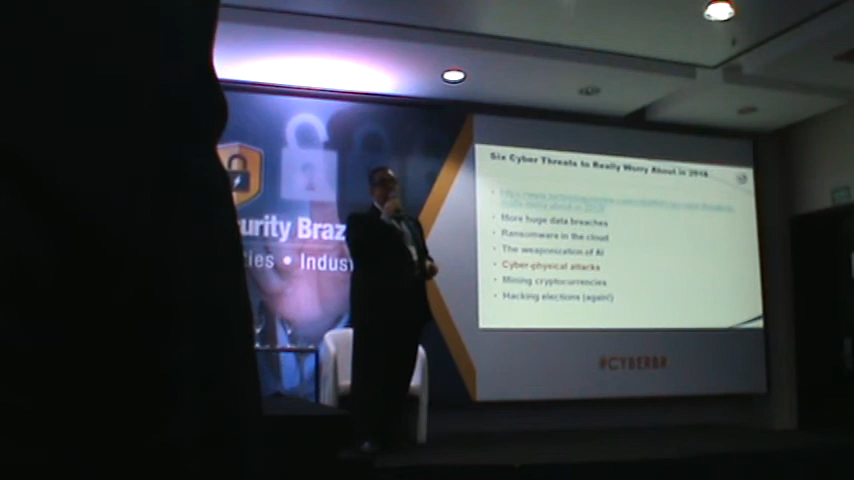 Six Cyber Threats to Really Worry About in 2018
• More huge data breaches
• Ransomware in the cloud
• The weaponization of AI
• Cyber-physical attacks
• Mining cryptocurrencies
• Hacking elections (again!)
urity Braz
ies • Indus
#CYBERBR